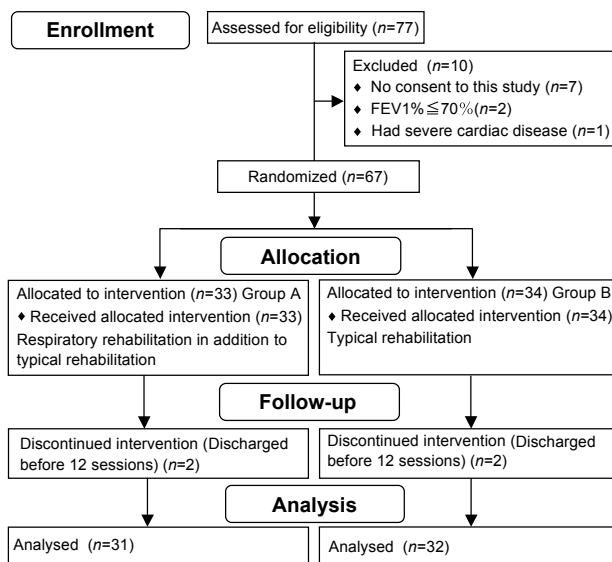 Enrollment
Assessed for eligibility (n=77)
Excluded (n=10)
♦ No consent to this study (n=7)
♦ FEV1%≦70%(n=2)
♦ Had severe cardiac disease (n=1)
Randomized (n=67)
Allocation
Allocated to intervention (n=33) Group A
♦ Received allocated intervention (n=33)
Respiratory rehabilitation in addition to
typical rehabilitation
Allocated to intervention (n=34) Group B
♦ Received allocated intervention (n=34)
Typical rehabilitation
Follow-up
Discontinued intervention (Discharged
before 12 sessions) (n=2)
Discontinued intervention (Discharged
before 12 sessions) (n=2)
Analysis
Analysed (n=31)
Analysed (n=32)